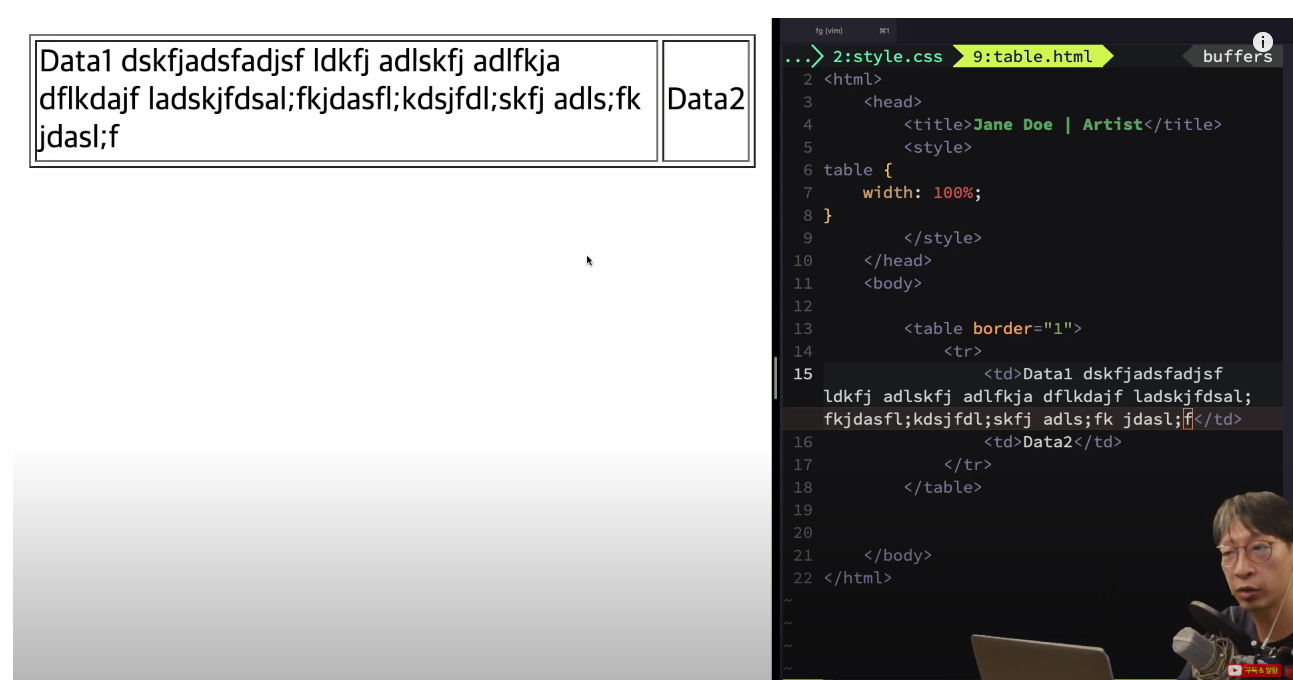 Data1 dskfjadsfadjsf ldkfj adlskfj adlfkja
dflkdajf ladskjfdsal;fkjdasfl;kdsjfdl;skfj adls;fk
jdasl;f
Data2
fg (vim) ⌘1
... 2:style.css 9:table.html buffers
2 <html>
3 <head>
4 <title>Jane Doe | Artist</title>
5 <style>
6 table {
7 width: 100%;
8 }
9 </style>
10 </head>
11 <body>
12
13 <table border="1">
14 <tr>
15 <td>Data1 dskfjadsfadjsf
ldkfj adlskfj adlfkja dflkdajf ladskjfdsal;
fkjdasfl;kdsjfdl;skfj adls;fk jdasl;f</td>
16 <td>Data2</td>
17 </tr>
18 </table>
19
20
21 </body>
22 </html>
~
~
~
~
구독 & 알람